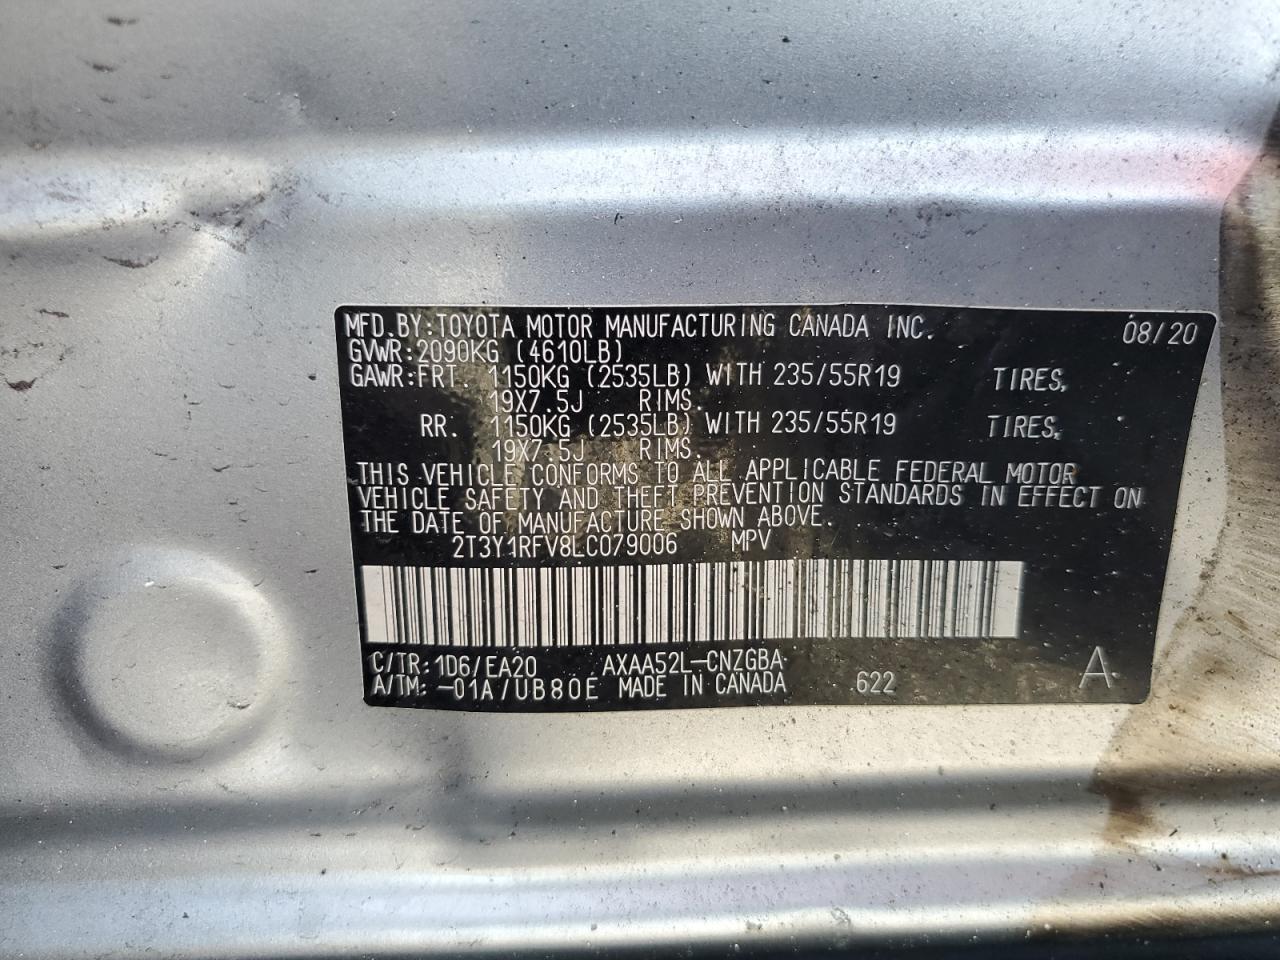 MFD.BY:TOYOTA MOTOR MANUFACTURING CANADA INC. 08/20
GVWR:2090KG (4610LB)
GAWR:FRT. 1150KG (2535LB) WITH 235/55R19 TIRES,
19X7.5J RIMS.
RR. 1150KG (2535LB) WITH 235/55R19 TIRES,
19X7.5J RIMS.
THIS VEHICLE CONFORMS TO ALL APPLICABLE FEDERAL MOTOR
VEHICLE SAFETY AND THEFT PREVENTION STANDARDS IN EFFECT ON
THE DATE OF MANUFACTURE SHOWN ABOVE.
2T3Y1RFV8LC079006 MPV
C/TR:1D6/EA20 AXAA52L-CNZGBA
A/TM:-01A/UB80E MADE IN CANADA 622 A